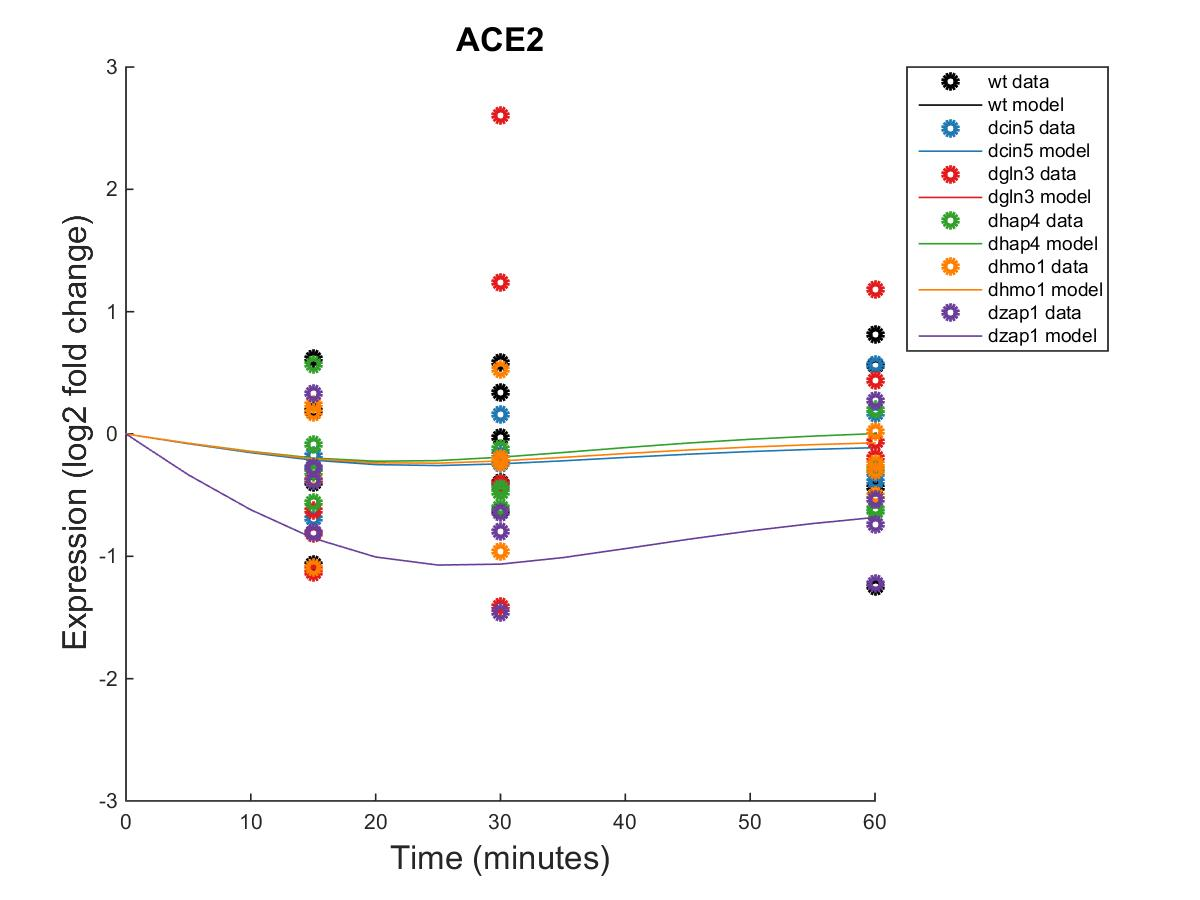 ACE2
3
2
1
0
-1
-2
-3
0 10 20 30 40 50 60
Time (minutes)
Expression (log2 fold change)
wt data
wt model
dcin5 data
dcin5 model
dgln3 data
dgln3 model
dhap4 data
dhap4 model
dhmo1 data
dhmo1 model
dzap1 data
dzap1 model